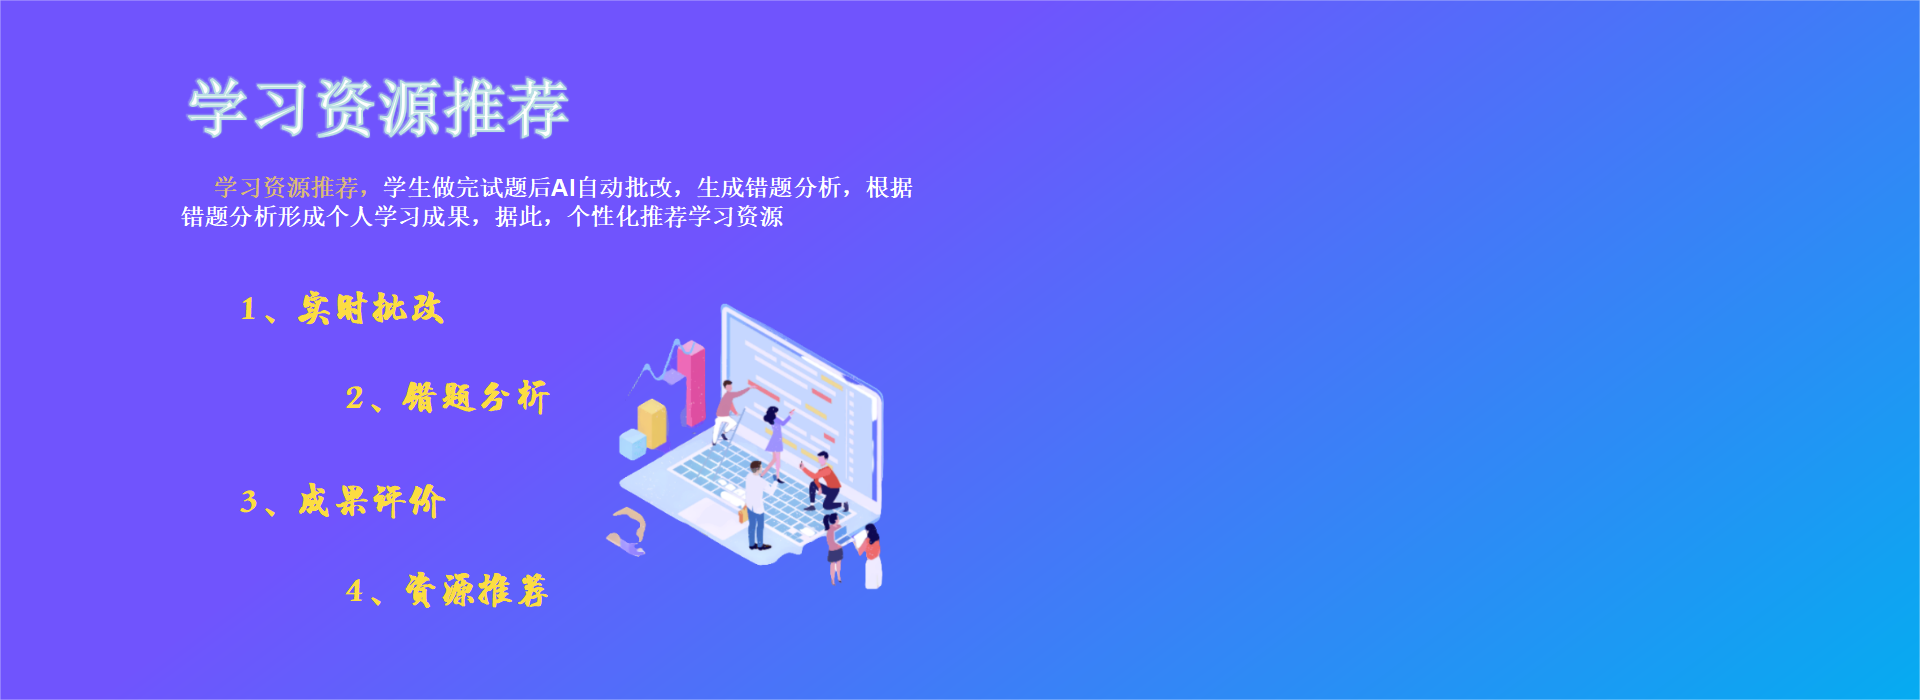 学习资源推荐
学习资源推荐，学生做完试题后AI自动批改，生成错题分析，根据
错题分析形成个人学习成果，据此，个性化推荐学习资源
1、实时批改
2、错题分析
3、成果评价
4、资源推荐